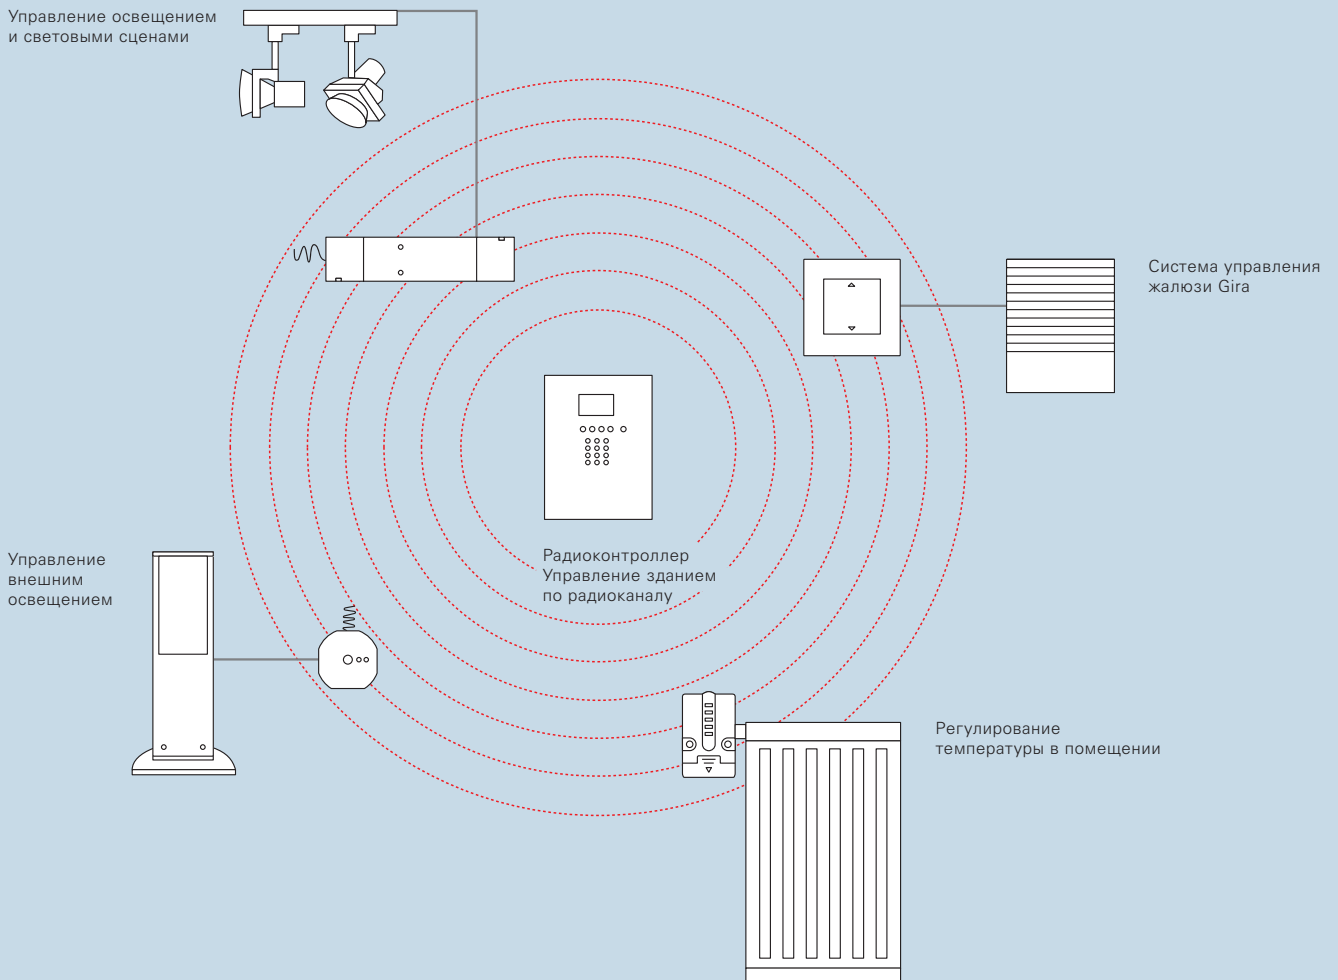 Управление освещением
и световыми сценами
Система управления
жалюзи Gira
Радиоконтроллер
Управление зданием
по радиоканалу
Управление
внешним
освещением
Регулирование
температуры в помещении